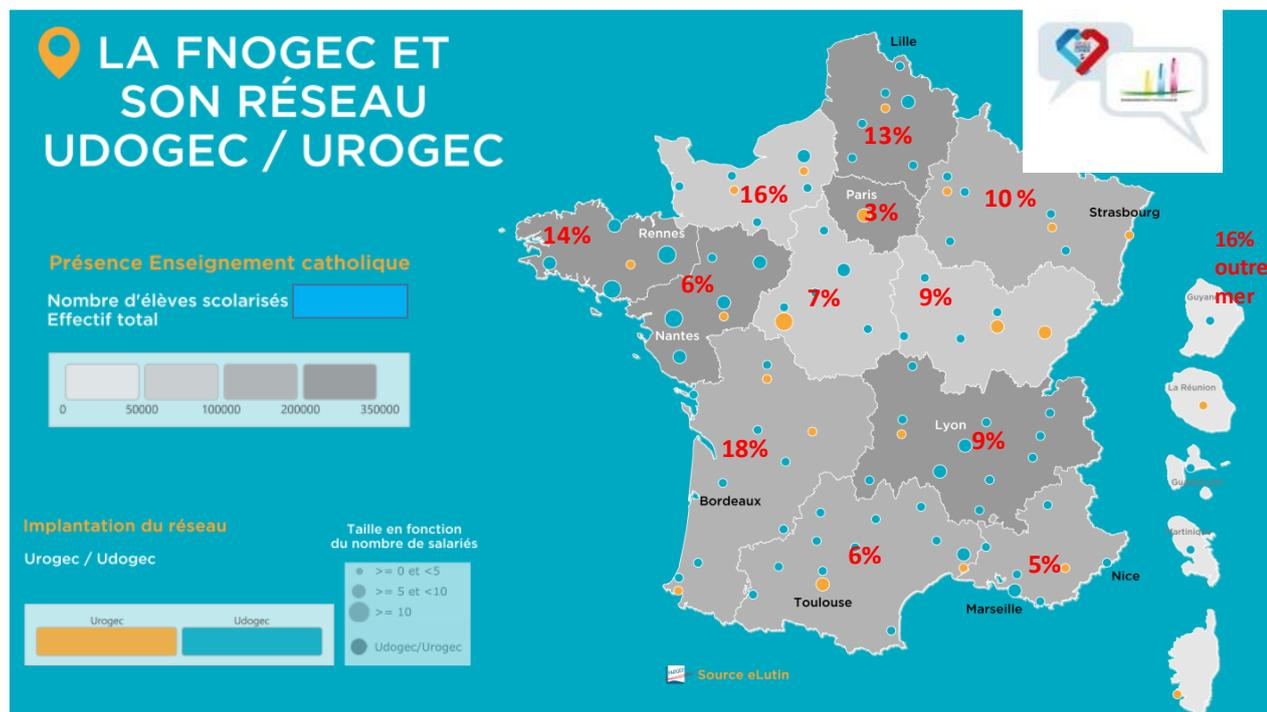 LA FNOGEC ET
SON RÉSEAU
UDOGEC / UROGEC
Présence Enseignement catholique
Nombre d'élèves scolarisés
Effectif total
0 50000 100000 200000 350000
Implantation du réseau
Urogec / Udogec
Urogec Udogec
Taille en fonction
du nombre de salariés
>= 0 et <5
>= 5 et <10
>= 10
Udogec/Urogec
Lille
13%
Paris
3%
16%
10 %
Strasbourg
14%
Rennes
6%
Nantes
7%
9%
18%
Bordeaux
Lyon
9%
6%
Toulouse
5%
Nice
Marseille
16%
outre
mer
La Réunion
Source eLutin